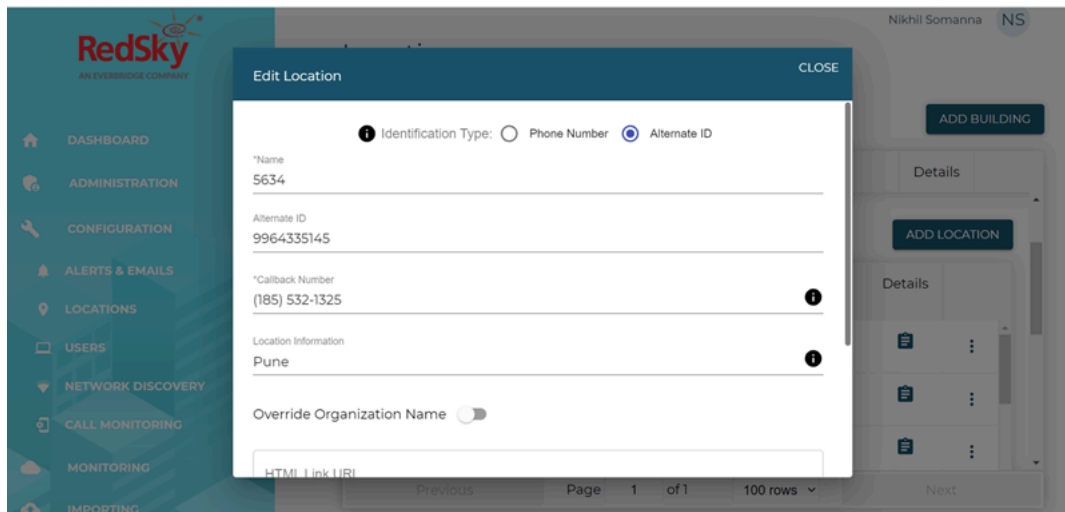 Nikhil Somanna NS
RedSky
AN EVERBRIDGE COMPANY
DASHBOARD
ADMINISTRATION
CONFIGURATION
ALERTS & EMAILS
LOCATIONS
USERS
NETWORK DISCOVERY
CALL MONITORING
MONITORING
IMPORTING
Edit Location
CLOSE
Identification Type: Phone Number Alternate ID
*Name
5634
Alternate ID
9964335145
*Callback Number
(185) 532-1325
Location Information
Pune
Override Organization Name
HTML Link URL
ADD BUILDING
Details
ADD LOCATION
Details
Previous Page 1 of 1 100 rows Next